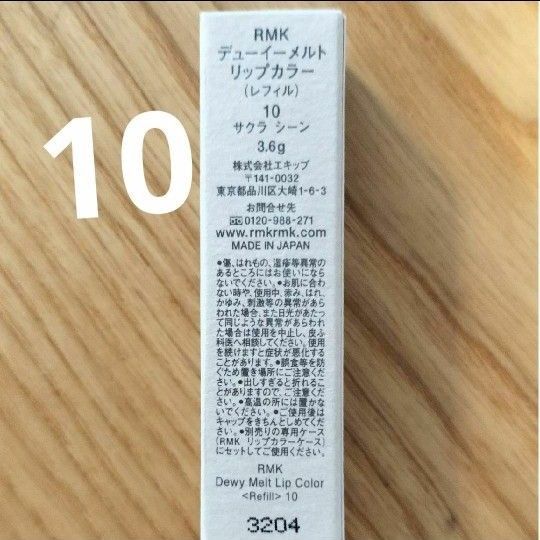 10
RMK
デューイーメルト
リップカラー
(レフィル)
10
サクラ シーン
3.6g
株式会社エキップ
〒141-0032
東京都品川区大崎1-6-3
お問合せ先
0120-988-271
www.rmkrmk.com
MADE IN JAPAN
●傷、はれもの、湿疹等異常の
あるところにはお使いになら
ないでください。●お肌に合わ
ない時や、使用中、赤み、はれ、
かゆみ、刺激等の異常があら
われた場合、また日光があたっ
て同じような異常があらわれ
た場合は使用を中止し、皮ふ
科医へ相談してください。使用
を続けますと症状が悪化する
ことがあります。●誤食等を防
ぐため置き場所にご注意くだ
さい。●出しすぎると折れるこ
とがありますので、ご注意くだ
さい。●高温の所には置かな
いでください。●ご使用後は
キャップをきちんとしめてくだ
さい。●別売りの専用ケース
(RMK リップカラーケース)
にセットしてご使用ください。
RMK
Dewy Melt Lip Color
<Refill> 10
3204